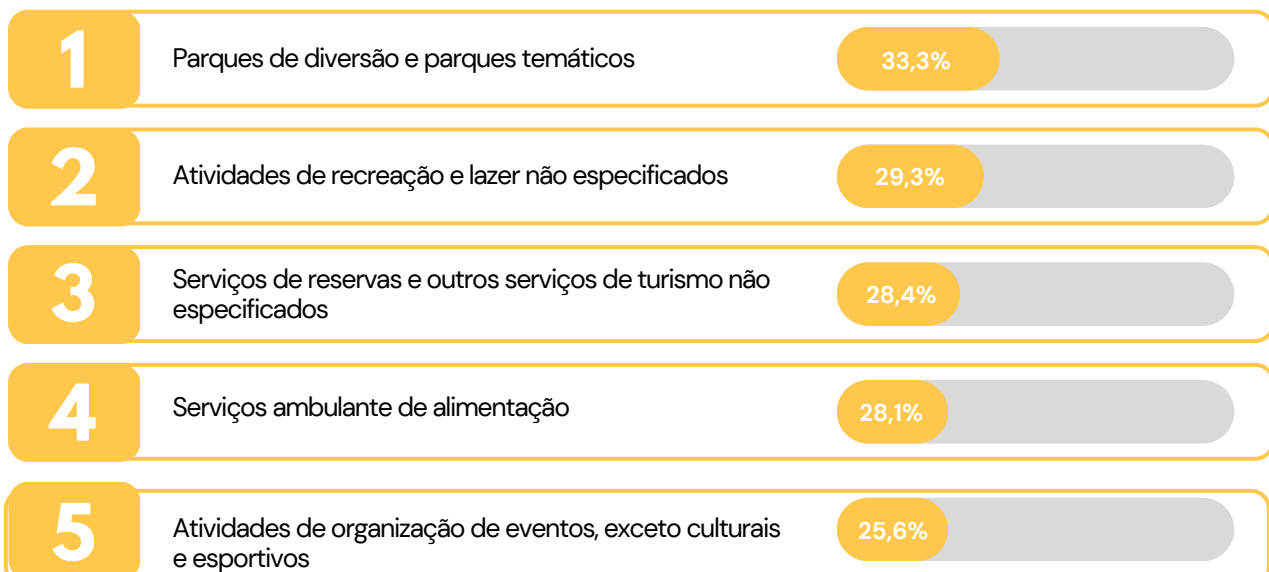 1
Parques de diversão e parques temáticos
33,3%
2
Atividades de recreação e lazer não especificados
29,3%
3
Serviços de reservas e outros serviços de turismo não
especificados
28,4%
4
Serviços ambulante de alimentação
28,1%
5
Atividades de organização de eventos, exceto culturais
e esportivos
25,6%